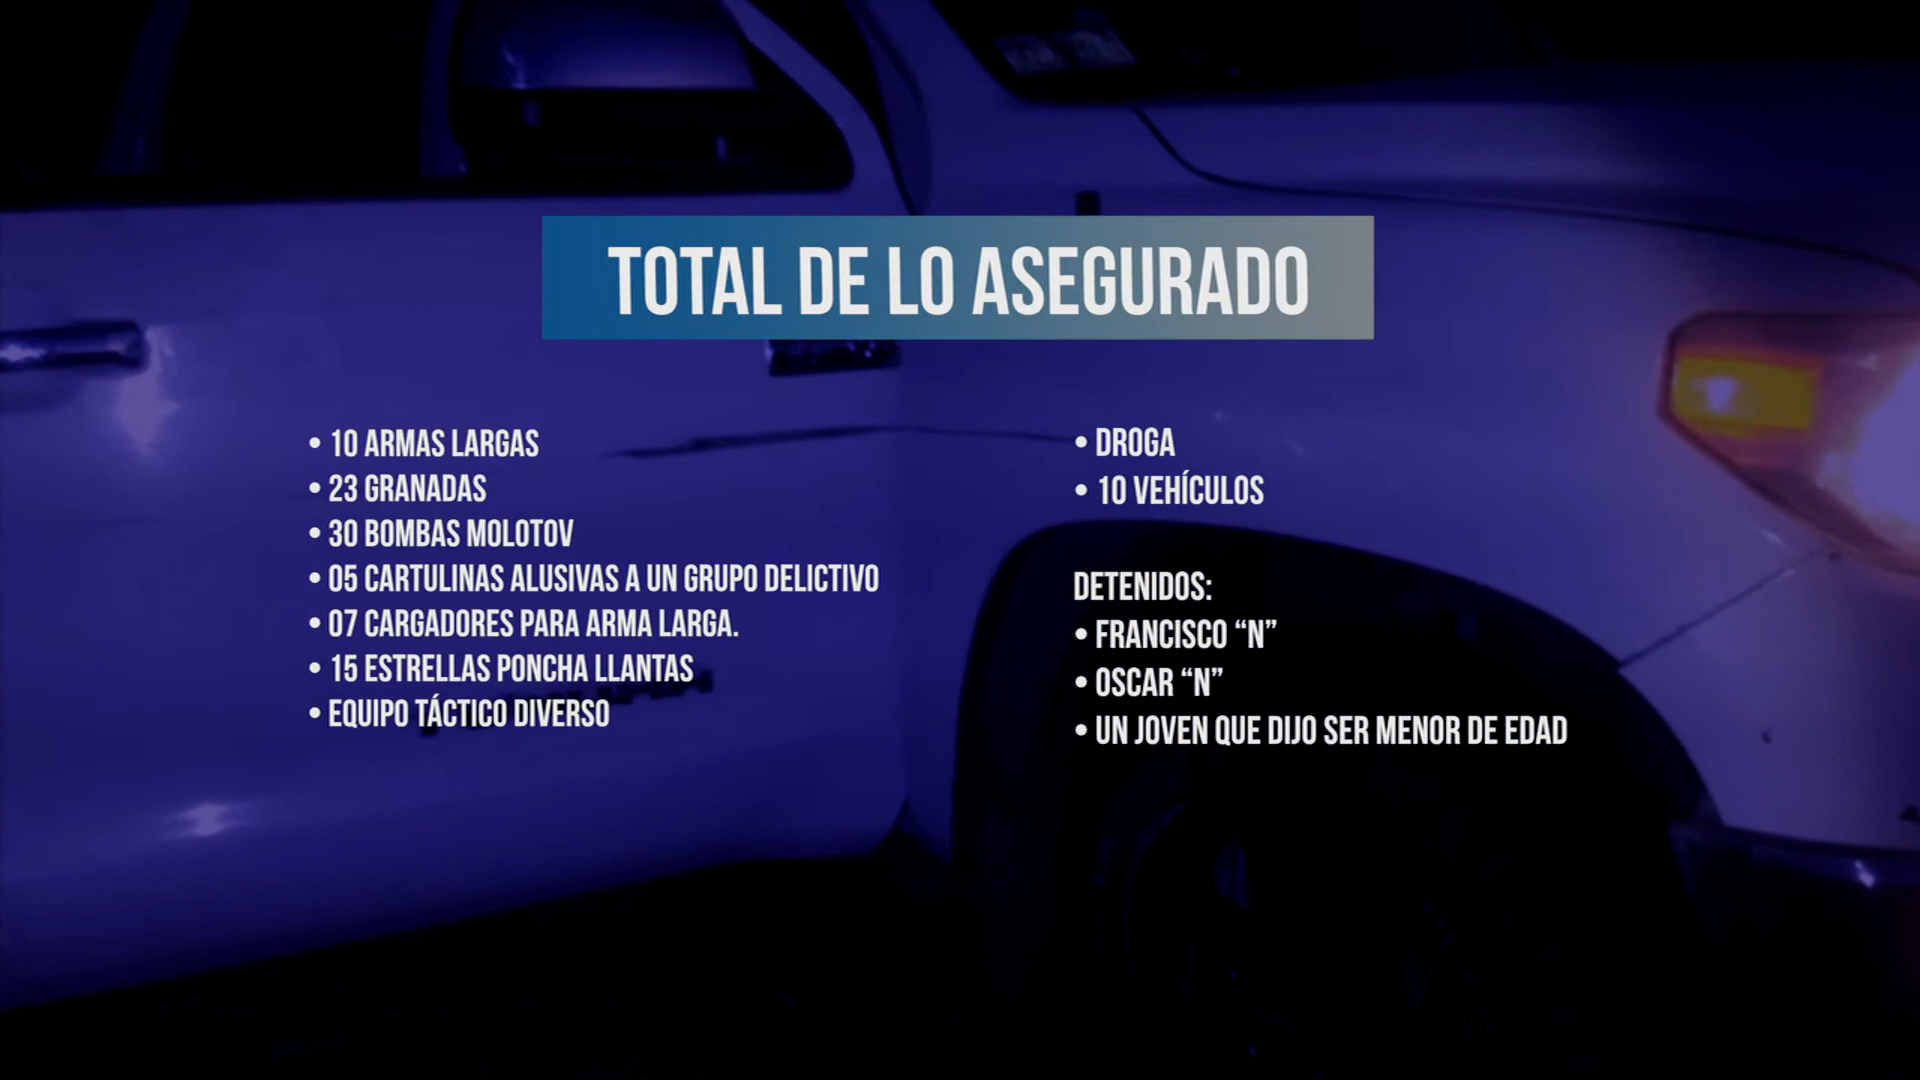 TOTAL DE LO ASEGURADO
• 10 ARMAS LARGAS
• 23 GRANADAS
• 30 BOMBAS MOLOTOV
• 05 CARTULINAS ALUSIVAS A UN GRUPO DELICTIVO
• 07 CARGADORES PARA ARMA LARGA.
• 15 ESTRELLAS PONCHA LLANTAS
• EQUIPO TÁCTICO DIVERSO
• DROGA
• 10 VEHÍCULOS
DETENIDOS:
• FRANCISCO “N”
• OSCAR “N”
• UN JOVEN QUE DIJO SER MENOR DE EDAD